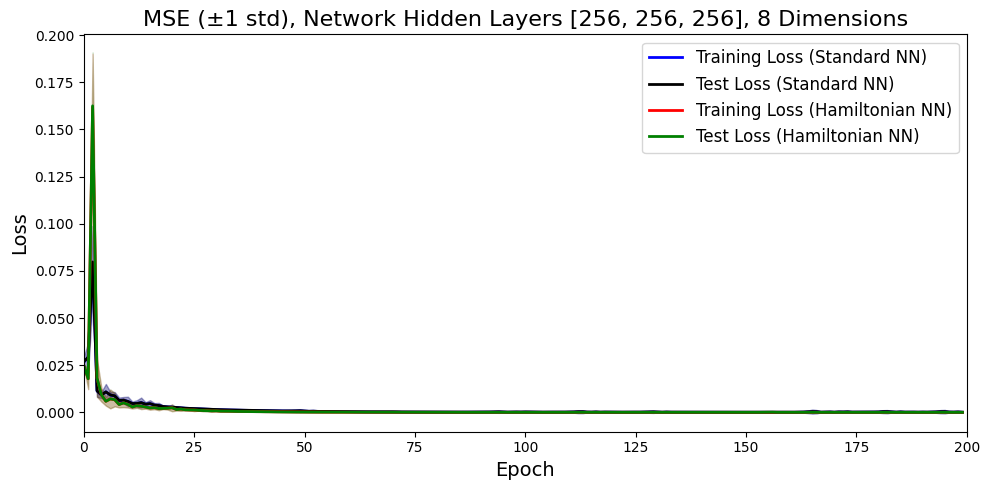 MSE (±1 std), Network Hidden Layers [256, 256, 256], 8 Dimensions
0.200
0.175
0.150
0.125
0.100
0.075
0.050
0.025
0.000
Loss
Training Loss (Standard NN)
Test Loss (Standard NN)
Training Loss (Hamiltonian NN)
Test Loss (Hamiltonian NN)
0 25 50 75 100 125 150 175 200
Epoch